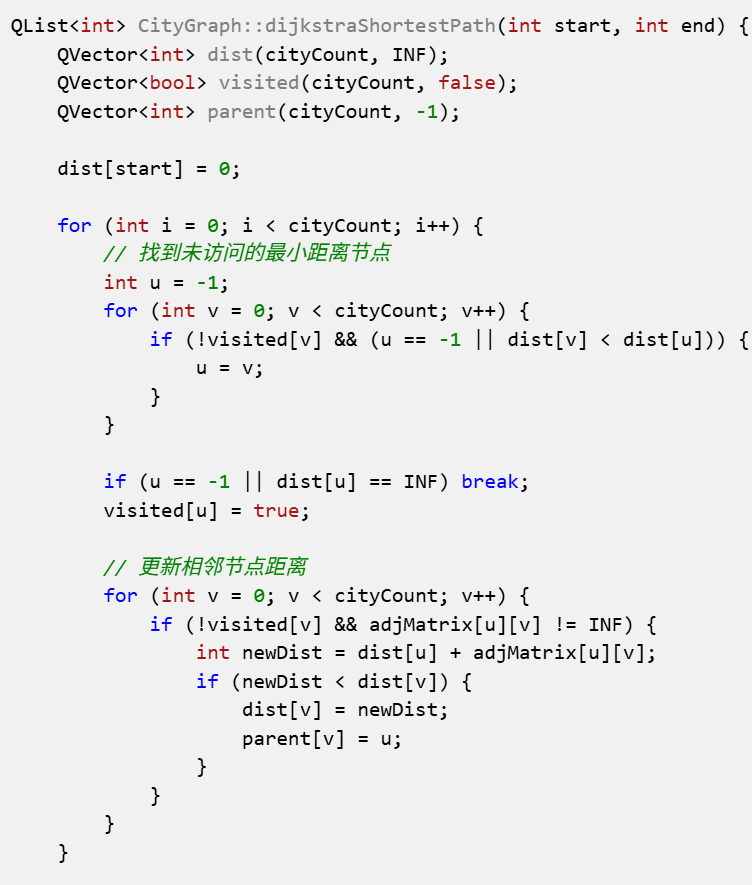 QList<int> CityGraph::dijkstraShortestPath(int start, int end) {
    QVector<int> dist(cityCount, INF);
    QVector<bool> visited(cityCount, false);
    QVector<int> parent(cityCount, -1);

    dist[start] = 0;

    for (int i = 0; i < cityCount; i++) {
        // 找到未访问的最小距离节点
        int u = -1;
        for (int v = 0; v < cityCount; v++) {
            if (!visited[v] && (u == -1 || dist[v] < dist[u])) {
                u = v;
            }
        }

        if (u == -1 || dist[u] == INF) break;
        visited[u] = true;

        // 更新相邻节点距离
        for (int v = 0; v < cityCount; v++) {
            if (!visited[v] && adjMatrix[u][v] != INF) {
                int newDist = dist[u] + adjMatrix[u][v];
                if (newDist < dist[v]) {
                    dist[v] = newDist;
                    parent[v] = u;
                }
            }
        }
    }